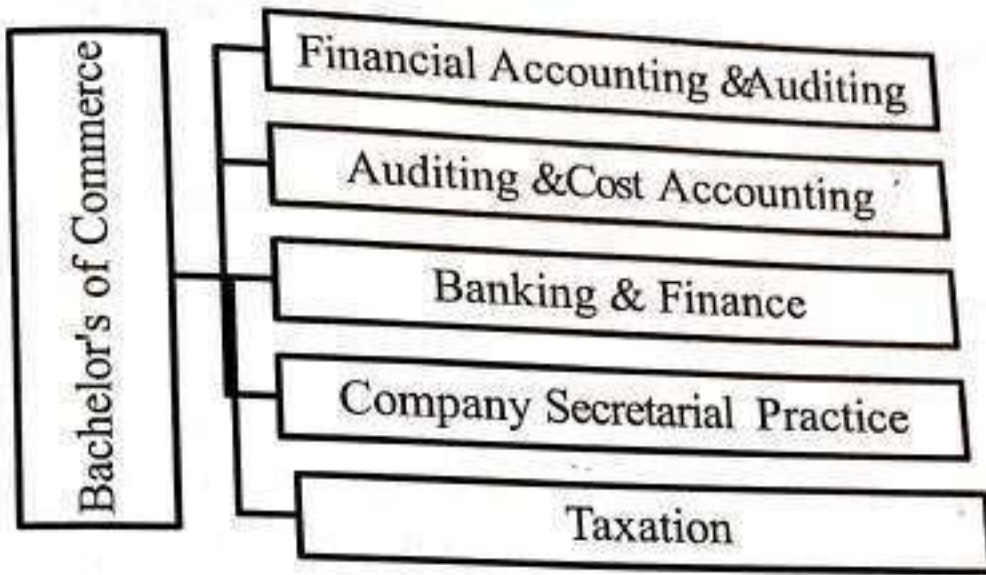 Bachelor's of Commerce
Financial Accounting &Auditing
Auditing &Cost Accounting
Banking & Finance
Company Secretarial Practice
Taxation